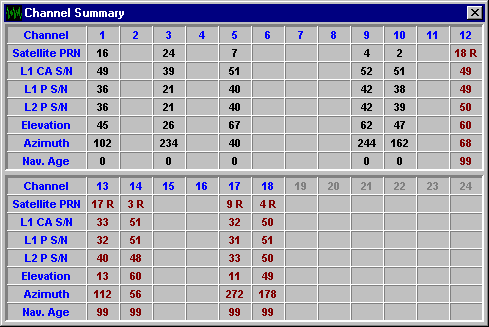 Channel Summary
Channel 1 2 3 4 5 6 7 8 9 10 11 12
Satellite PRN 16 24 7 4 2 18 R
L1 CA S/N 49 39 51 52 51 49
L1 P S/N 36 21 40 42 38 49
L2 P S/N 36 21 40 42 39 50
Elevation 45 26 67 62 47 60
Azimuth 102 234 40 244 162 68
Nav. Age 0 0 0 0 0 99
Channel 13 14 15 16 17 18 19 20 21 22 23 24
Satellite PRN 17 R 3 R 9 R 4 R
L1 CA S/N 33 51 32 50
L1 P S/N 32 51 31 51
L2 P S/N 40 48 33 50
Elevation 13 60 11 49
Azimuth 112 56 272 178
Nav. Age 99 99 99 99